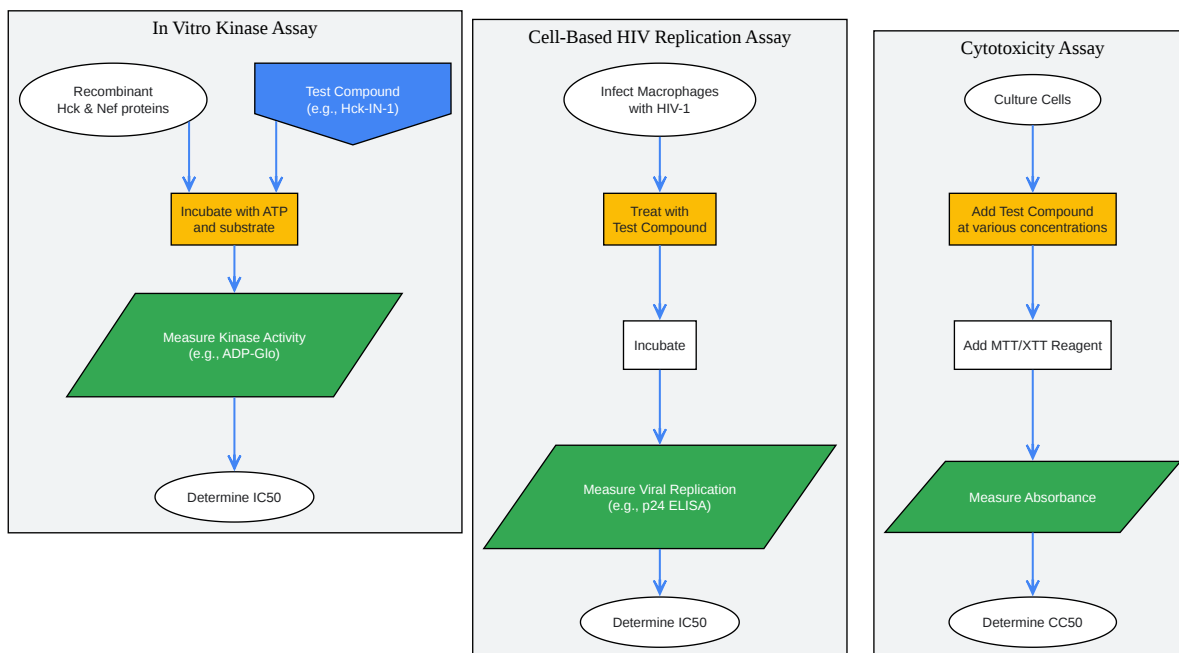 In Vitro Kinase Assay
Recombinant
Hck & Nef proteins
Test Compound
(e.g., Hck-IN-1)
Incubate with ATP
and substrate
Measure Kinase Activity
(e.g., ADP-Glo)
Determine IC50
Cell-Based HIV Replication Assay
Infect Macrophages
with HIV-1
Treat with
Test Compound
Incubate
Measure Viral Replication
(e.g., p24 ELISA)
Determine IC50
Cytotoxicity Assay
Culture Cells
Add Test Compound
at various concentrations
Add MTT/XTT Reagent
Measure Absorbance
Determine CC50